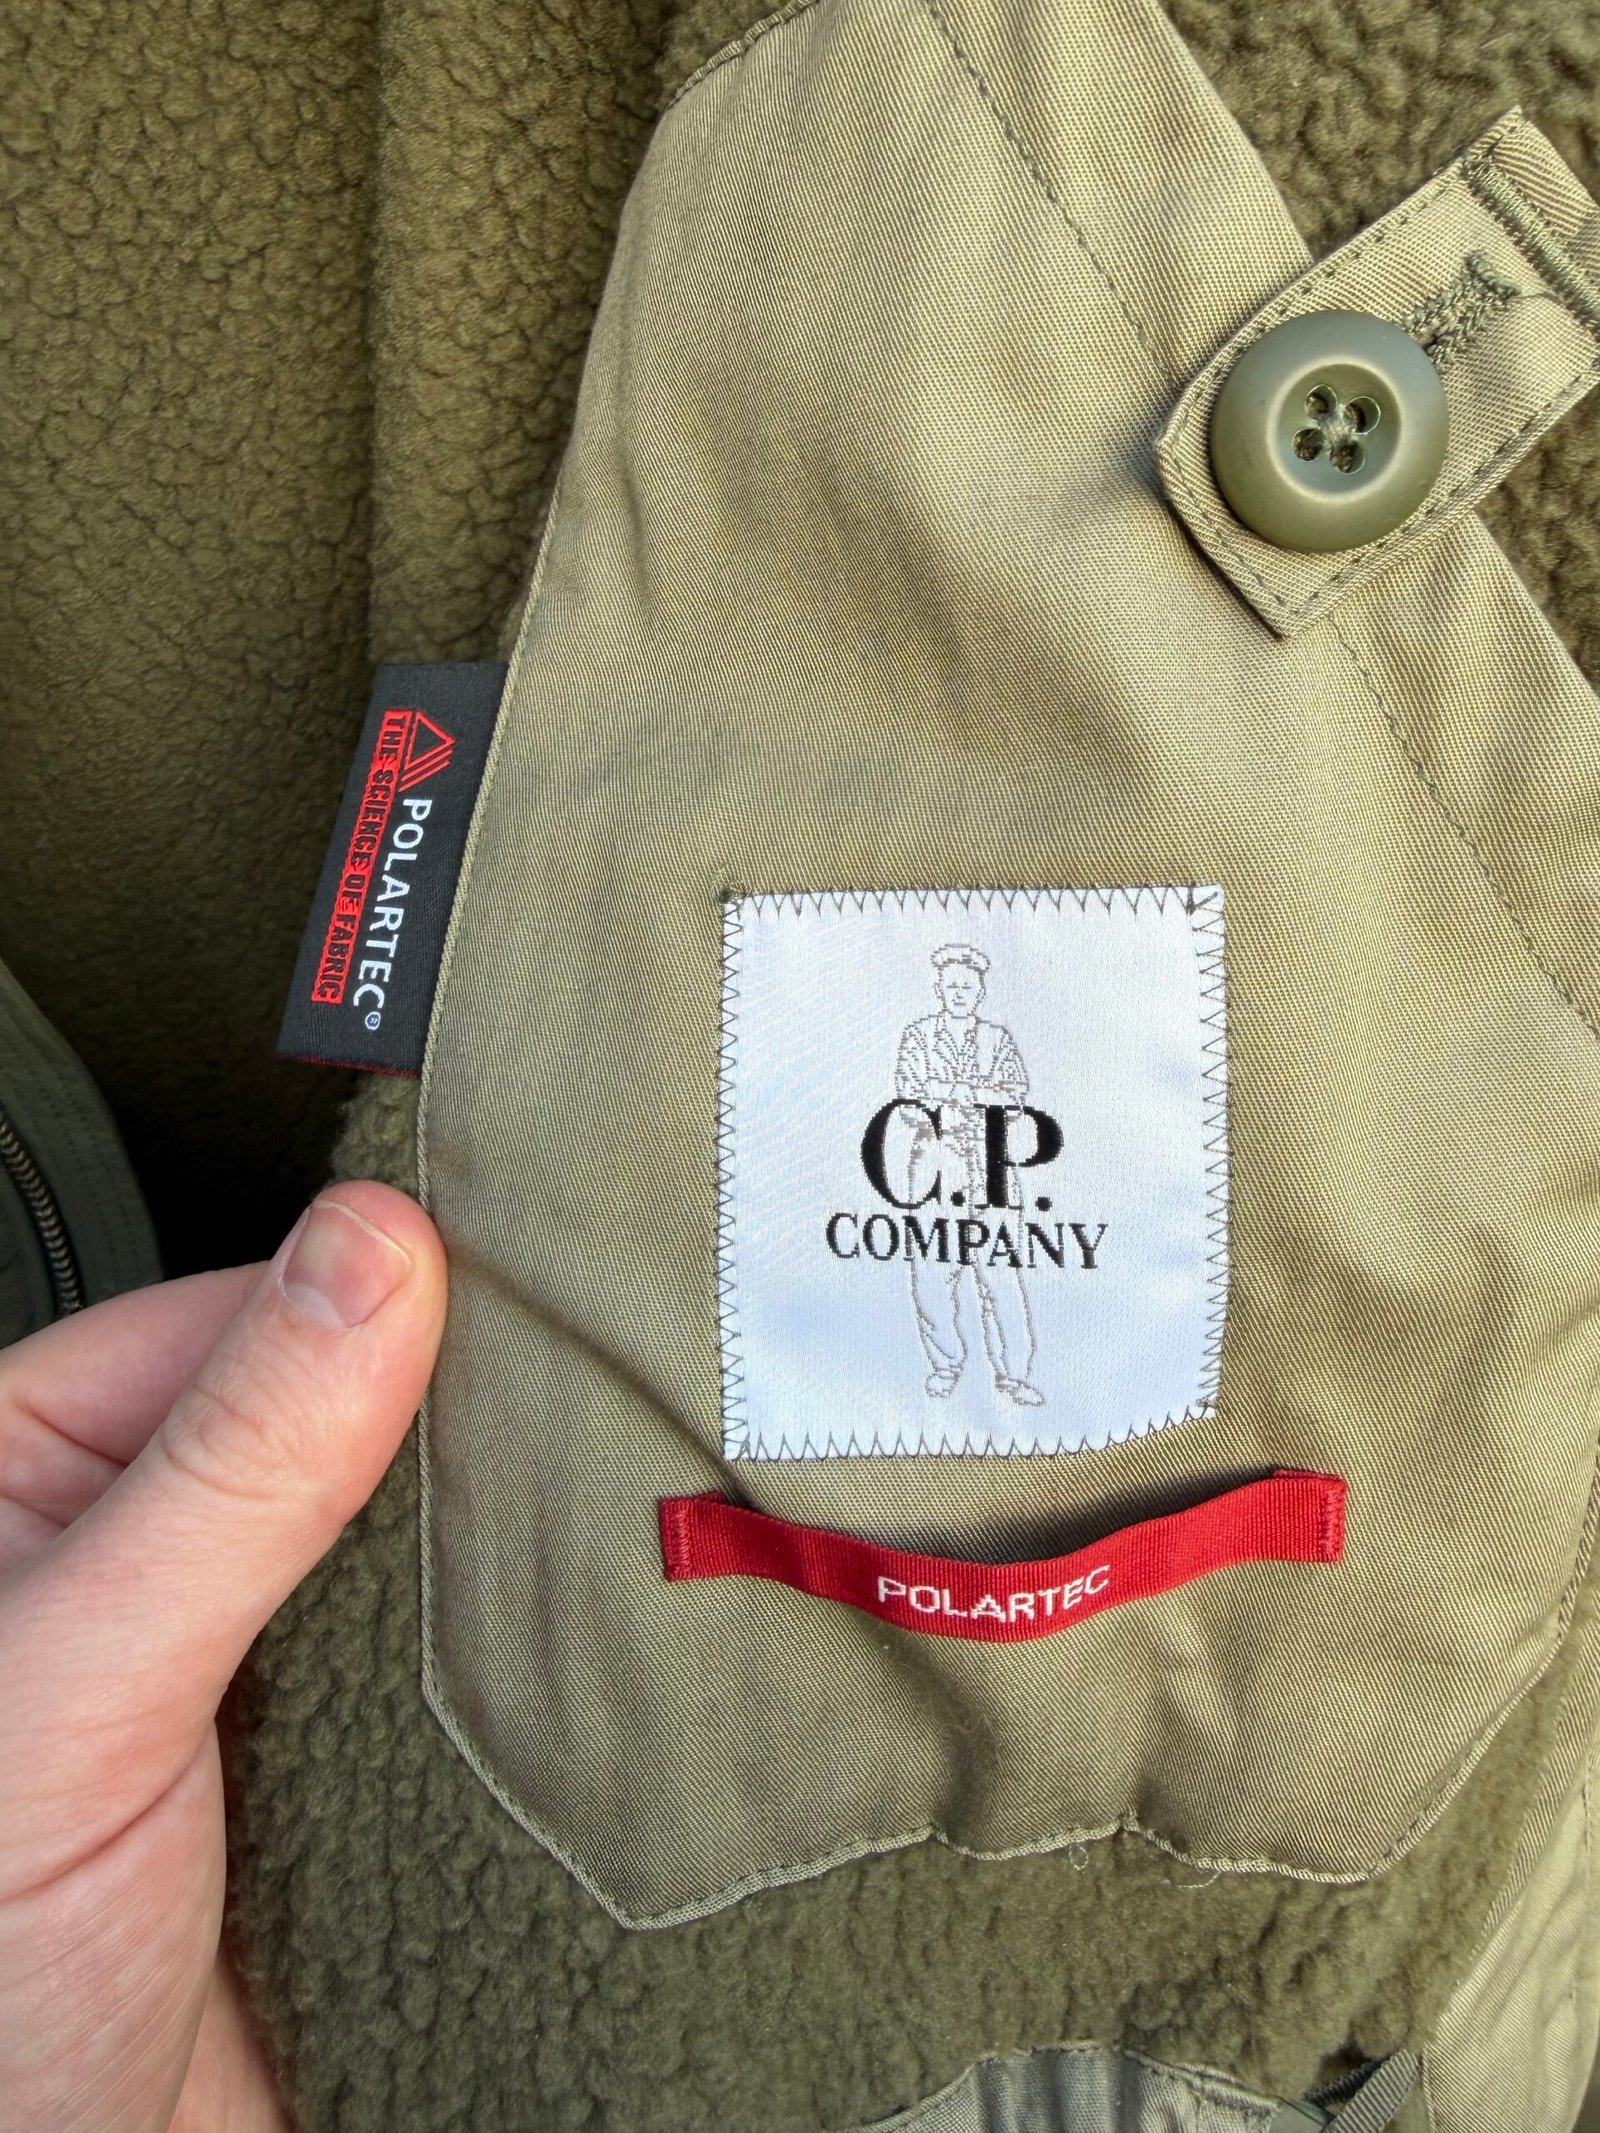 POLARTEC®
THE SCIENCE OF FABRIC
C.P.
COMPANY
POLARTEC